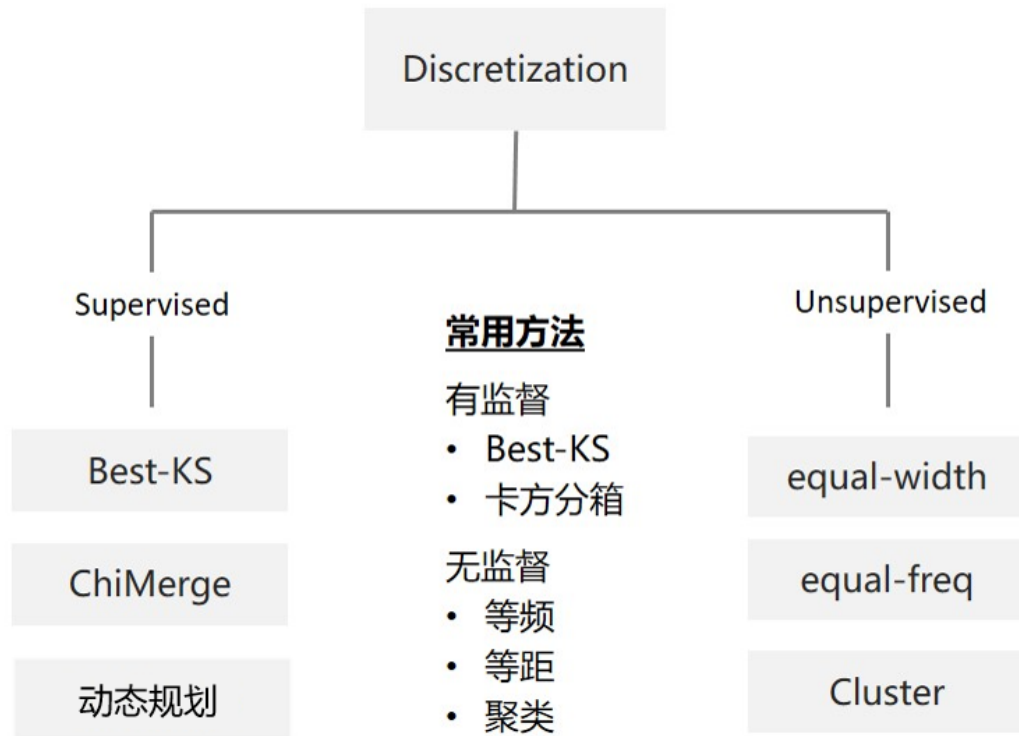 Discretization
Supervised
Best-KS
ChiMerge
动态规划
常用方法
有监督
• Best-KS
• 卡方分箱
无监督
• 等频
• 等距
• 聚类
Unsupervised
equal-width
equal-freq
Cluster